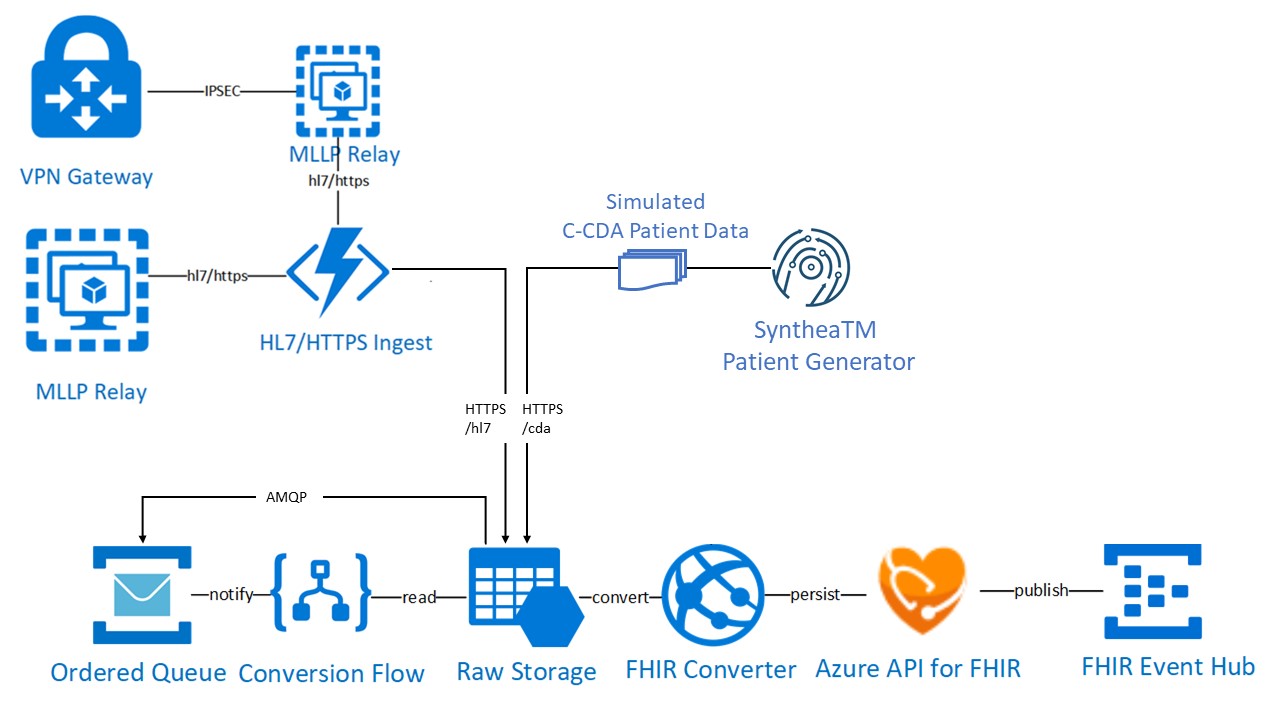 IPSEC
VPN Gateway
MLLP Relay
hl7/https
hl7/https
MLLP Relay
HL7/HTTPS Ingest
Simulated
C-CDA Patient Data
SyntheaTM
Patient Generator
HTTPS
/hl7
HTTPS
/cda
AMQP
notify
read
convert
persist
publish
Ordered Queue
Conversion Flow
Raw Storage
FHIR Converter
Azure API for FHIR
FHIR Event Hub